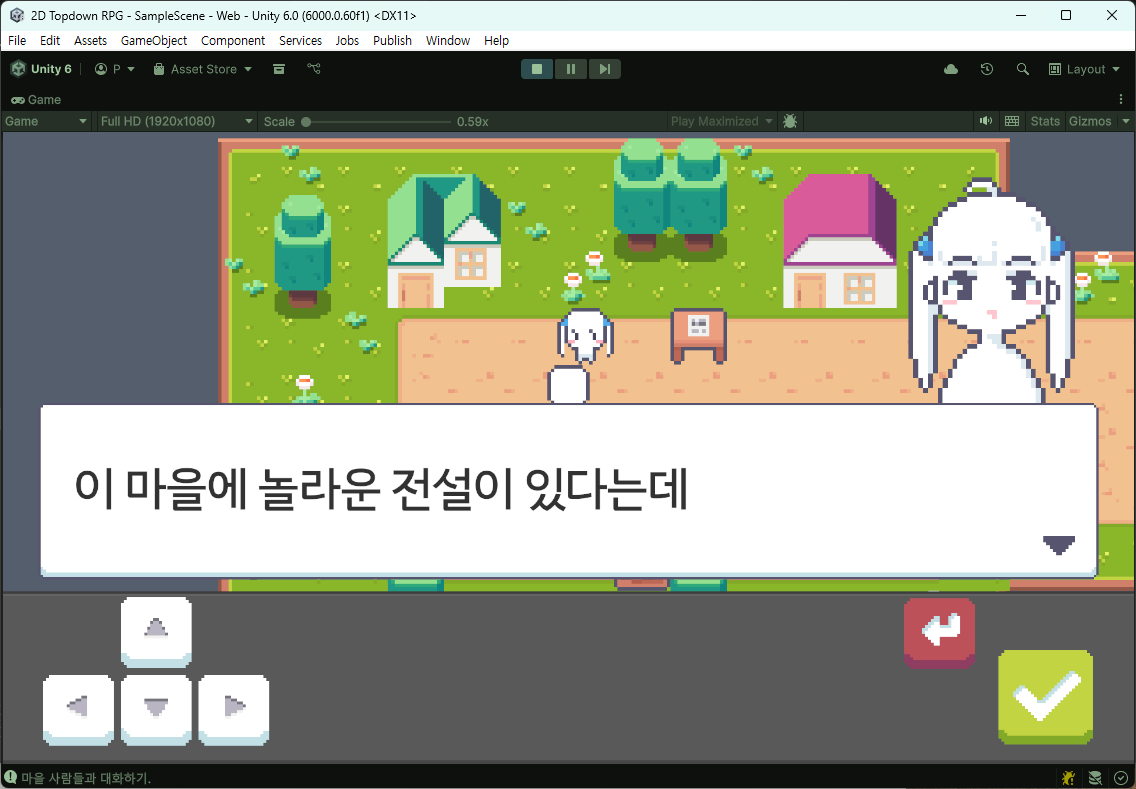 2D Topdown RPG - SampleScene - Web - Unity 6.0 (6000.0.60f1) <DX11>
File Edit Assets GameObject Component Services Jobs Publish Window Help
Unity 6 P Asset Store Layout
Game
Game Full HD (1920x1080) Scale 0.59x Play Maximized Stats Gizmos
이 마을에 놀라운 전설이 있다는데
마을 사람들과 대화하기.